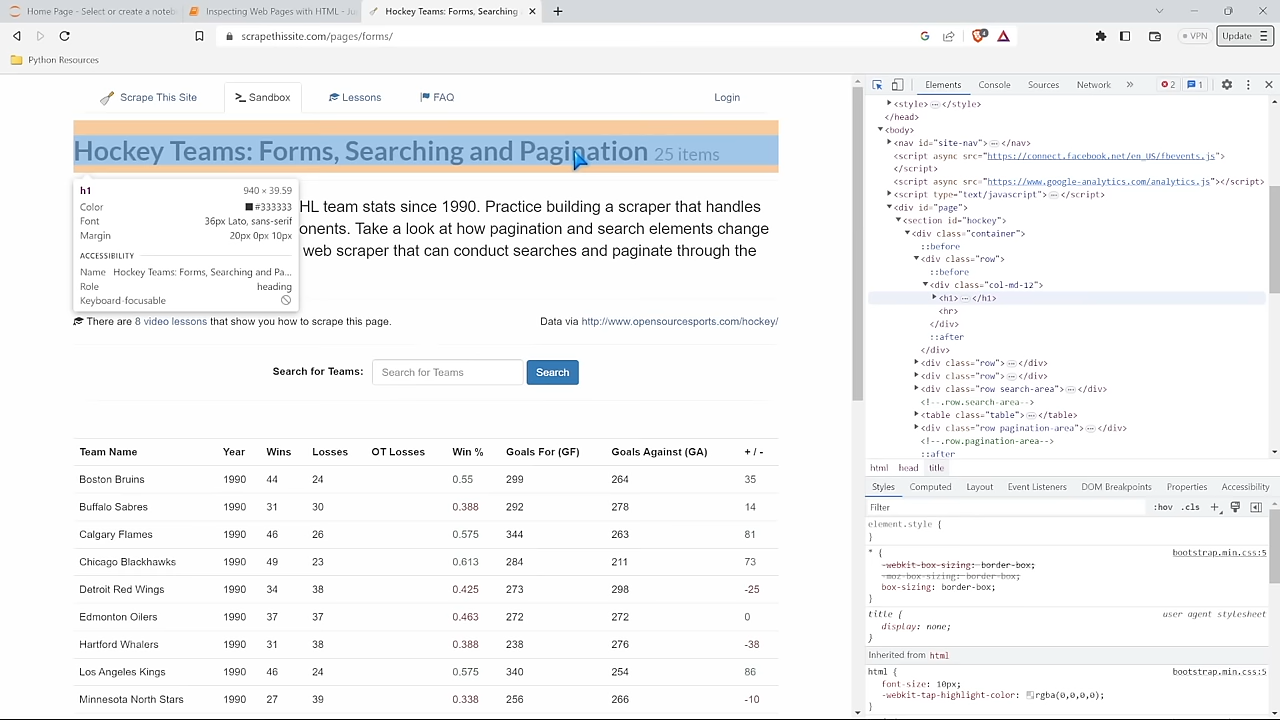 Home Page - Select or create a noteb
Inspecting Web Pages with HTML - Ju
Hockey Teams: Forms, Searching
scrapethissite.com/pages/forms/
VPN
Update
Python Resources
Scrape This Site
Sandbox
Lessons
FAQ
Login
Hockey Teams: Forms, Searching and Pagination 25 items
h1 940 × 39.59
Color #333333
Font 36px Lato, sans-serif
Margin 20px 0px 10px
ACCESSIBILITY
Name Hockey Teams: Forms, Searching and Pa...
Role heading
Keyboard-focusable
HL team stats since 1990. Practice building a scraper that handles
onents. Take a look at how pagination and search elements change
web scraper that can conduct searches and paginate through the
There are 8 video lessons that show you how to scrape this page.
Data via http://www.opensourcesports.com/hockey/
Search for Teams: Search for Teams Search
Team Name Year Wins Losses OT Losses Win % Goals For (GF) Goals Against (GA) + / -
Boston Bruins 1990 44 24 0.55 299 264 35
Buffalo Sabres 1990 31 30 0.388 292 278 14
Calgary Flames 1990 46 26 0.575 344 263 81
Chicago Blackhawks 1990 49 23 0.613 284 211 73
Detroit Red Wings 1990 34 38 0.425 273 298 -25
Edmonton Oilers 1990 37 37 0.463 272 272 0
Hartford Whalers 1990 31 38 0.388 238 276 -38
Los Angeles Kings 1990 46 24 0.575 340 254 86
Minnesota North Stars 1990 27 39 0.338 256 266 -10
Elements Console Sources Network » 2 1
<style>…</style>
</head>
<body>
<nav id="site-nav">…</nav>
<script async src="https://connect.facebook.net/en_US/fbevents.js">
</script>
<script async src="https://www.google-analytics.com/analytics.js"></script>
<script type="text/javascript">…</script>
<div id="page">
<section id="hockey">
<div class="container">
::before
<div class="row">
::before
<div class="col-md-12">
<h1>…</h1>
<hr>
</div>
::after
</div>
<div class="row">…</div>
<div class="row">…</div>
<div class="row search-area">…</div>
<!--.row.search-area-->
<table class="table">…</table>
<div class="row pagination-area">…</div>
<!--.row.pagination-area-->
::after
html head title
Styles Computed Layout Event Listeners DOM Breakpoints Properties Accessibility
Filter :hov .cls +
element.style {
}
* { bootstrap.min.css:5
-webkit-box-sizing: border-box;
-moz-box-sizing: border-box;
box-sizing: border-box;
}
title { user agent stylesheet
display: none;
}
Inherited from html
html { bootstrap.min.css:5
font-size: 10px;
-webkit-tap-highlight-color: rgba(0,0,0,0);
}